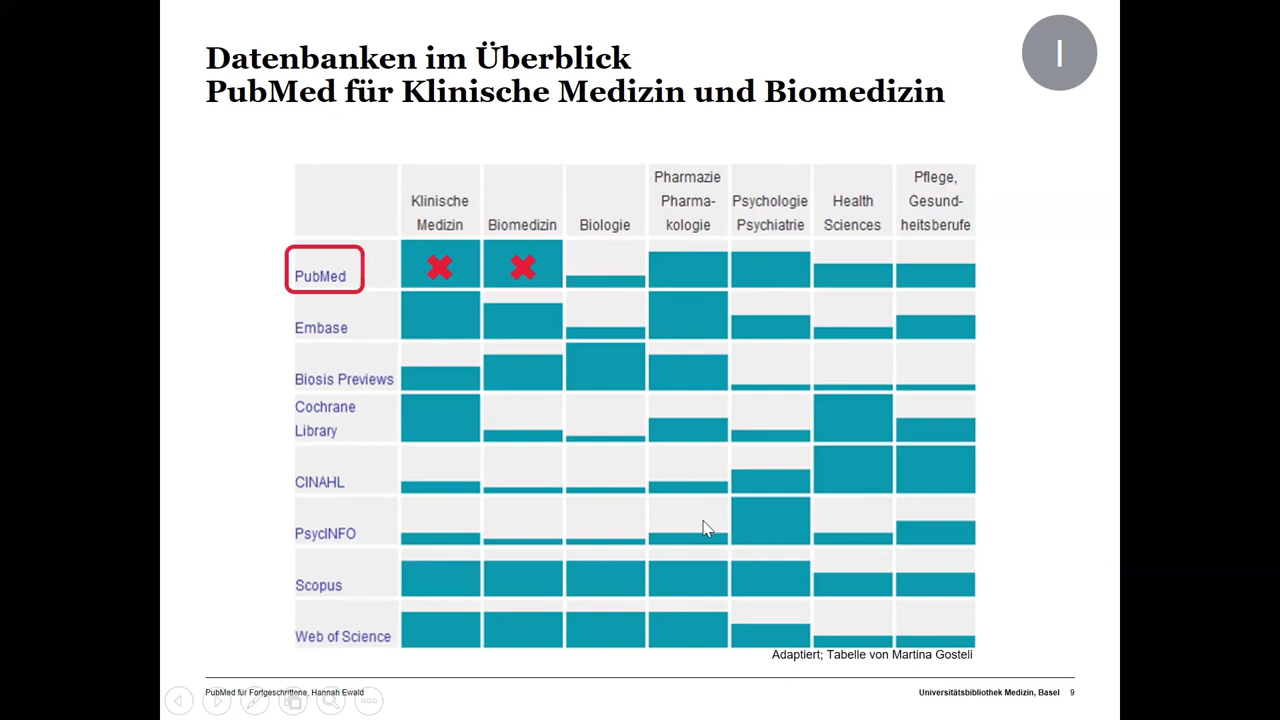 Datenbanken im Überblick
PubMed für Klinische Medizin und Biomedizin
I
Klinische
Medizin
Biomedizin
Biologie
Pharmazie
Pharma-
kologie
Psychologie
Psychiatrie
Health
Sciences
Pflege,
Gesund-
heitsberufe
PubMed
Embase
Biosis Previews
Cochrane
Library
CINAHL
PsycINFO
Scopus
Web of Science
Adaptiert; Tabelle von Martina Gosteli
PubMed für Fortgeschrittene, Hannah Ewald
Universitätsbibliothek Medizin, Basel 9